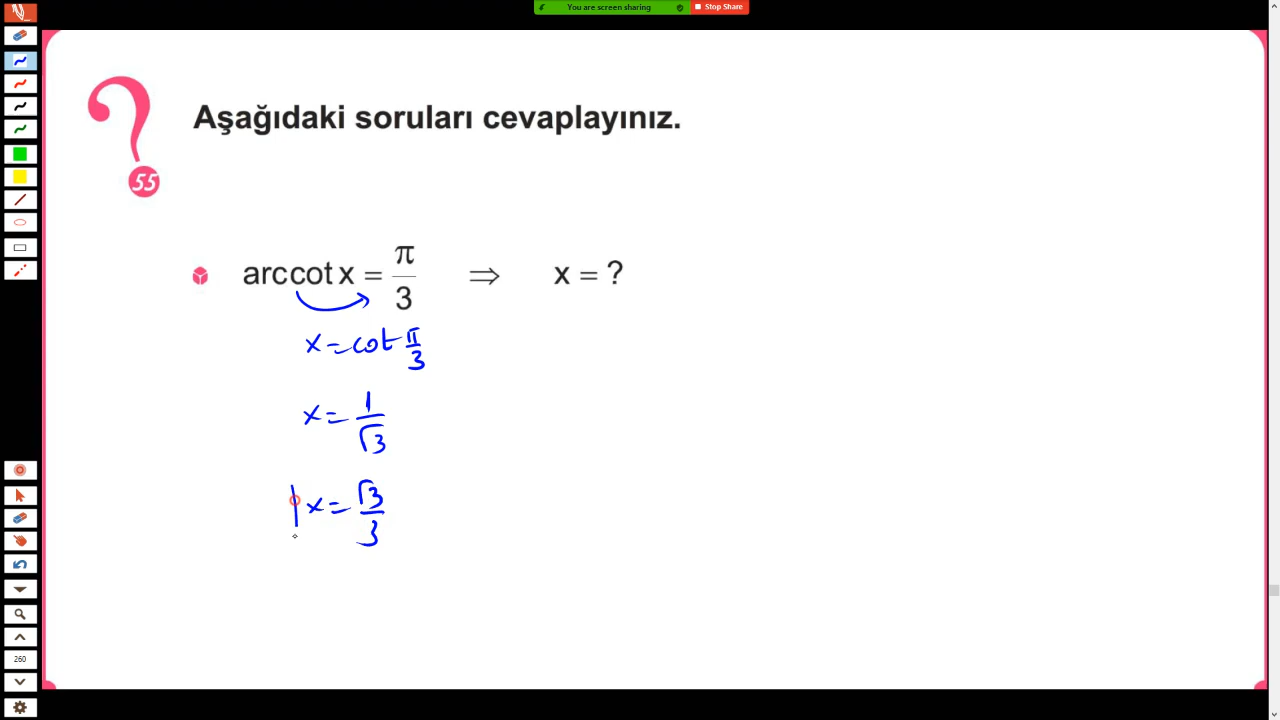 You are screen sharing Stop Share
Aşağıdaki soruları cevaplayınız.
55
arccot x = π/3 ⇒ x = ?
x = cot π/3
x = 1/√3
x = √3/3
260